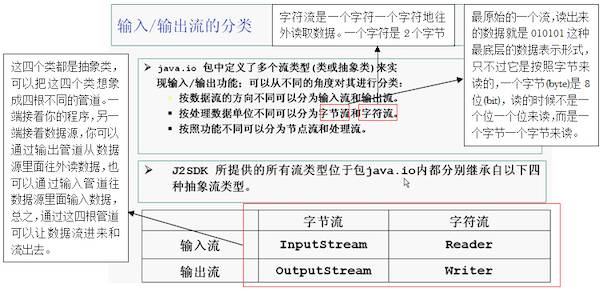 输入/输出流的分类
字符流是一个字符一个字符地往
外读取数据。一个字符是2个字节
最原始的一个流,读出来
的数据就是 010101 这种
最底层的数据表示形式,
只不过它是按照字节来
读的,一个字节(byte)是 8
位(bit),读的时候不是一
个位一个位来读,而是一
个字节一个字节来读。
这四个类都是抽象类,
可以把这四个类想象
成四根不同的管道。一
端接着你的程序,另一
端接着数据源,你可以
通过输出管道从数据
源里面往外读数据,也
可以通过输入管道往
数据源里面输入数据,
总之,通过这四根管道
可以让数据流进来和
流出去。
java.io 包中定义了多个流类型(类或抽象类)来实
现输入/输出功能;可以从不同的角度对其进行分类:
按数据流的方向不同可以分为输入流和输出流。
按处理数据单位不同可以分为字节流和字符流。
按照功能不同可以分为节点流和处理流。
J2SDK 所提供的所有流类型位于包java.io内都分别继承自以下四
种抽象流类型。
字节流 字符流
输入流 InputStream Reader
输出流 OutputStream Writer